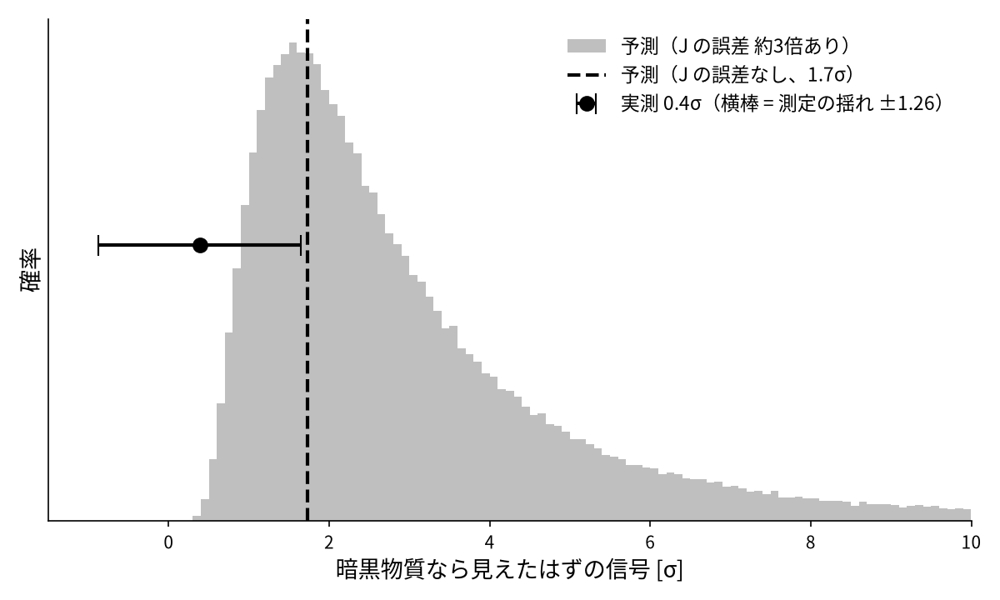 予測（J の誤差 約3倍あり）
予測（J の誤差なし、1.7σ）
実測 0.4σ（横棒 = 測定の揺れ ±1.26）
確率
0 2 4 6 8 10
暗黒物質なら見えたはずの信号 [σ]